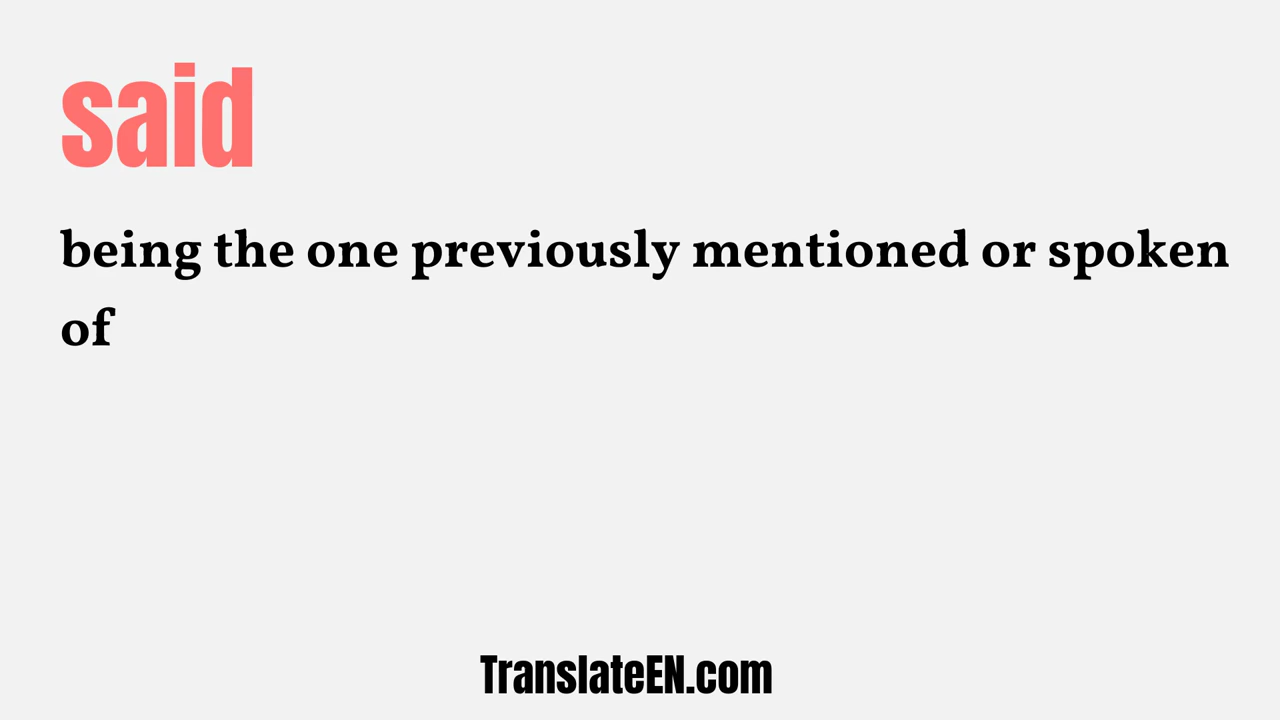 said
being the one previously mentioned or spoken
of
TranslateEN.com